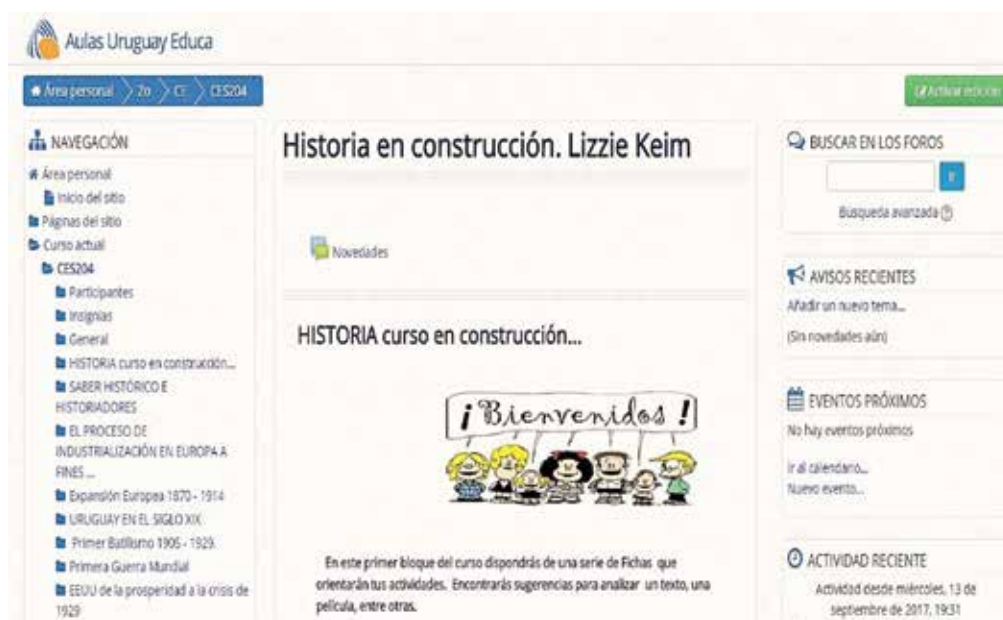 Aulas Uruguay Educa
Área personal
2o
CE
CES204
Activar edición
NAVEGACIÓN
Área personal
Inicio del sitio
Páginas del sitio
Curso actual
CES204
Participantes
Insignias
General
HISTORIA curso en construcción...
SABER HISTÓRICO E
HISTORIADORES
EL PROCESO DE
INDUSTRIALIZACIÓN EN EUROPA A
FINES ...
Expansión Europea 1870 - 1914
URUGUAY EN EL SIGLO XIX
Primer Batllismo 1905 - 1929.
Primera Guerra Mundial
EEUU de la prosperidad a la crisis de
1929
Historia en construcción. Lizzie Keim
Novedades
HISTORIA curso en construcción...
¡Bienvenidos!
En este primer bloque del curso dispondrás de una serie de Fichas que
orientarán tus actividades. Encontrarás sugerencias para analizar un texto, una
película, entre otras.
BUSCAR EN LOS FOROS
Ir
Busqueda avanzada
AVISOS RECIENTES
Añadir un nuevo tema...
(Sin novedades aún)
EVENTOS PRÓXIMOS
No hay eventos próximos
Ir al calendario...
Nuevo evento...
ACTIVIDAD RECIENTE
Actividad desde miércoles, 13 de
septiembre de 2017, 19:31